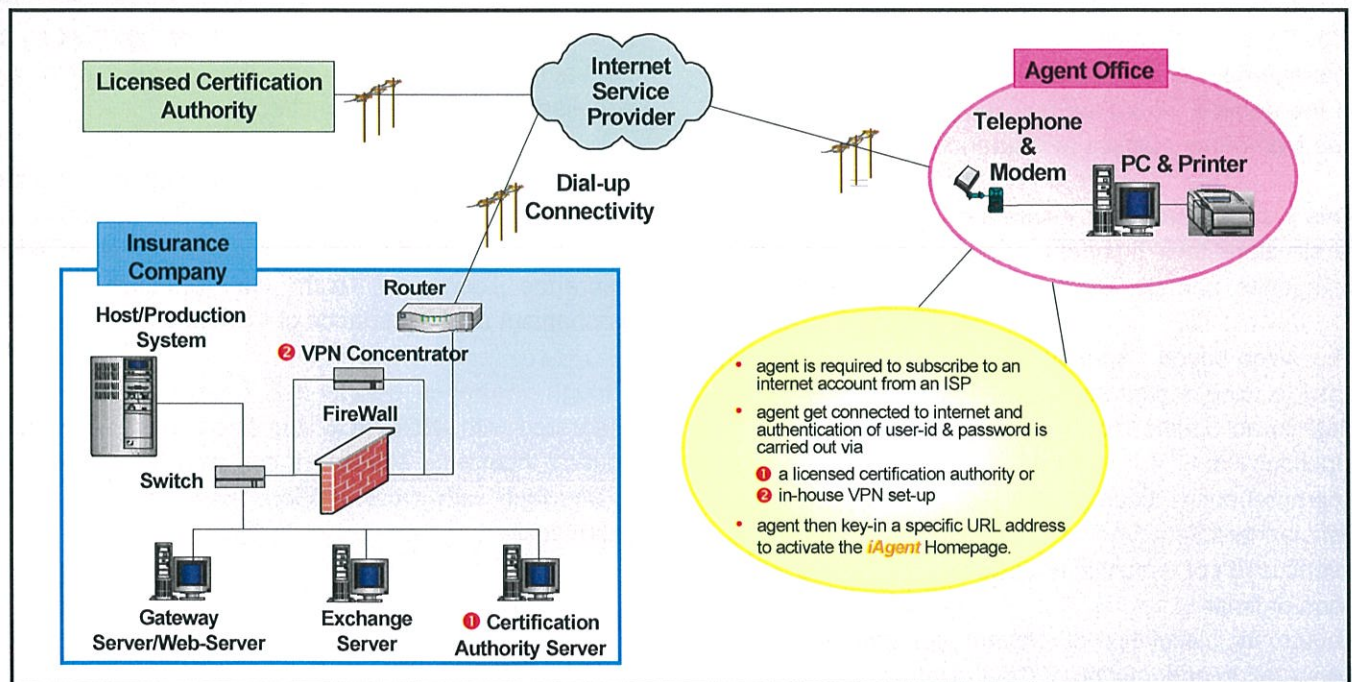 Licensed Certification
Authority
Internet
Service
Provider
Agent Office
Telephone
&
Modem
PC & Printer
Dial-up
Connectivity
Insurance
Company
Router
Host/Production
System
❷ VPN Concentrator
FireWall
Switch
Gateway
Server/Web-Server
Exchange
Server
❶ Certification
Authority Server
• agent is required to subscribe to an
internet account from an ISP
• agent get connected to internet and
authentication of user-id & password is
carried out via
❶ a licensed certification authority or
❷ in-house VPN set-up
• agent then key-in a specific URL address
to activate the iAgent Homepage.